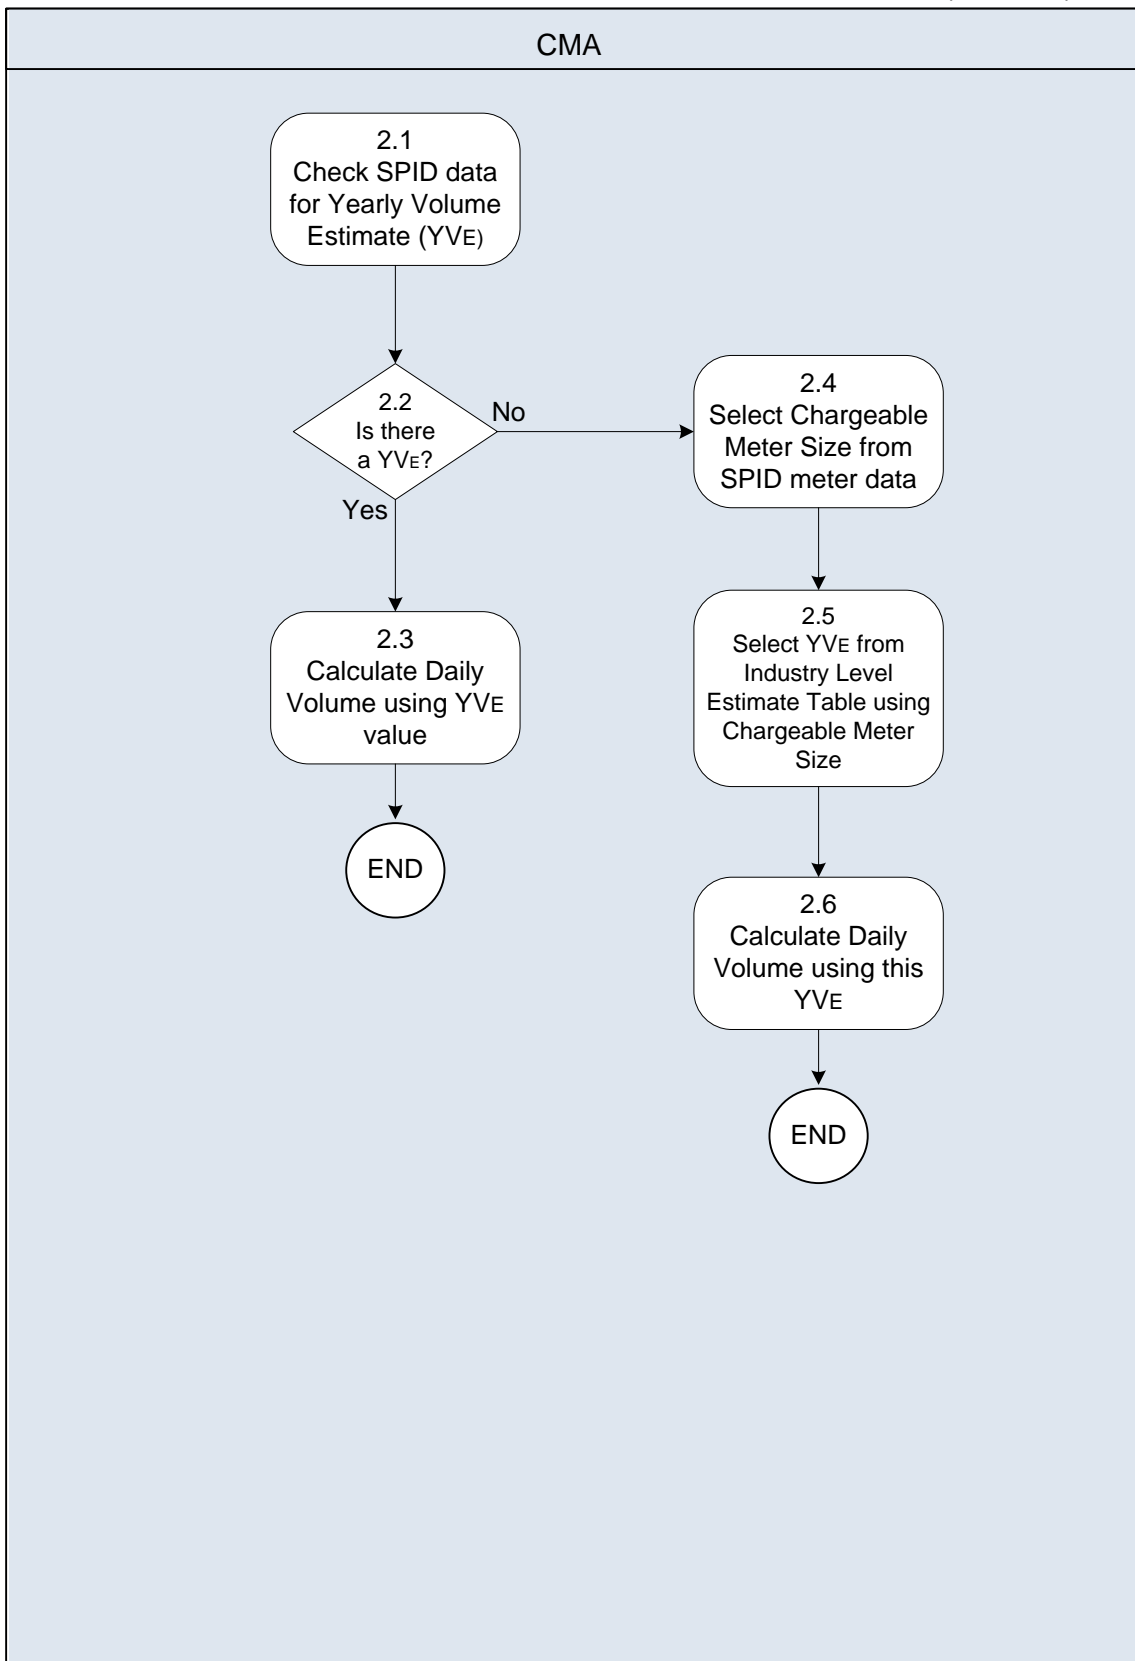 CMA
2.1
Check SPID data
for Yearly Volume
Estimate (YVE)
2.2
Is there
a YVE?
No
Yes
2.4
Select Chargeable
Meter Size from
SPID meter data
2.3
Calculate Daily
Volume using YVE
value
2.5
Select YVE from
Industry Level
Estimate Table using
Chargeable Meter
Size
END
2.6
Calculate Daily
Volume using this
YVE
END